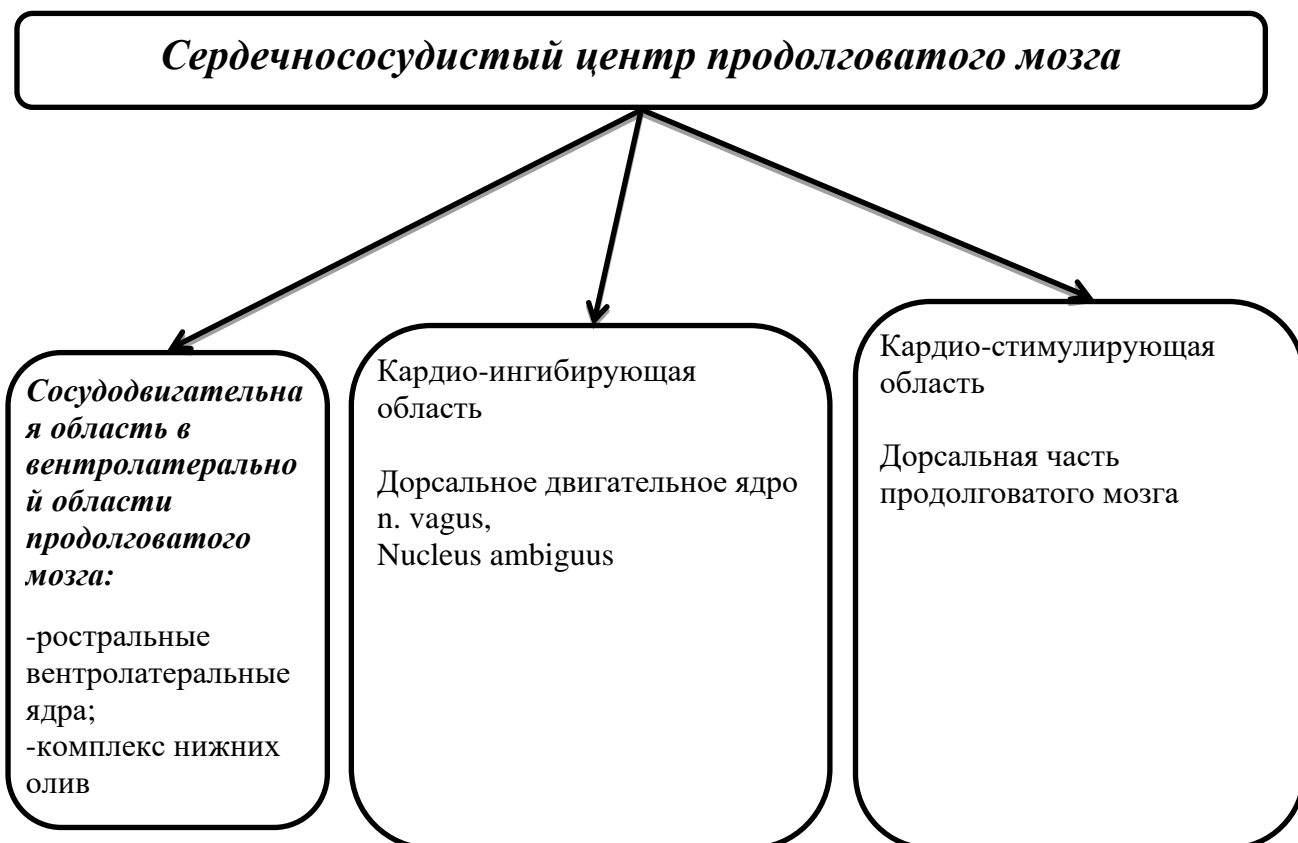 Сердечнососудистый центр продолговатого мозга
Сосудодвигательна
я область в
вентролатерально
й области
продолговатого
мозга:
-ростральные
вентролатеральные
ядра;
-комплекс нижних
олив
Кардио-ингибирующая
область
Дорсальное двигательное ядро
n. vagus,
Nucleus ambiguus
Кардио-стимулирующая
область
Дорсальная часть
продолговатого мозга